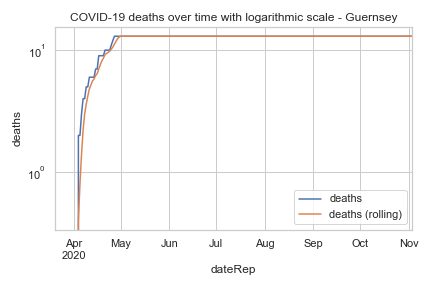 COVID-19 deaths over time with logarithmic scale - Guernsey
10¹
10⁰
deaths
deaths
deaths (rolling)
Apr May Jun Jul Aug Sep Oct Nov
2020
dateRep